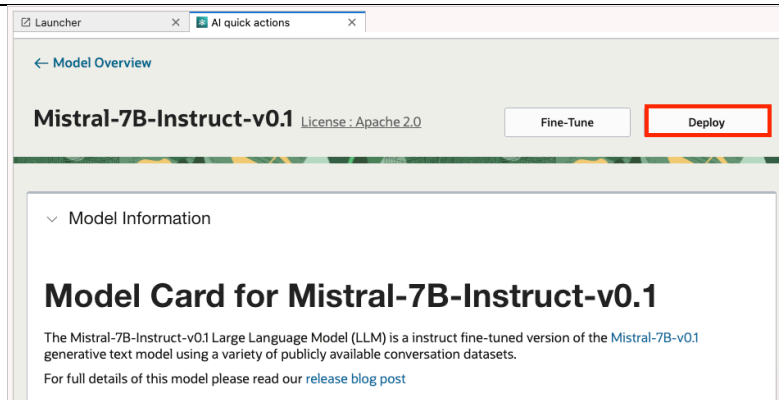 Launcher
AI quick actions
← Model Overview
Mistral-7B-Instruct-v0.1 License : Apache 2.0
Fine-Tune
Deploy
Model Information
Model Card for Mistral-7B-Instruct-v0.1
The Mistral-7B-Instruct-v0.1 Large Language Model (LLM) is a instruct fine-tuned version of the Mistral-7B-v0.1
generative text model using a variety of publicly available conversation datasets.
For full details of this model please read our release blog post